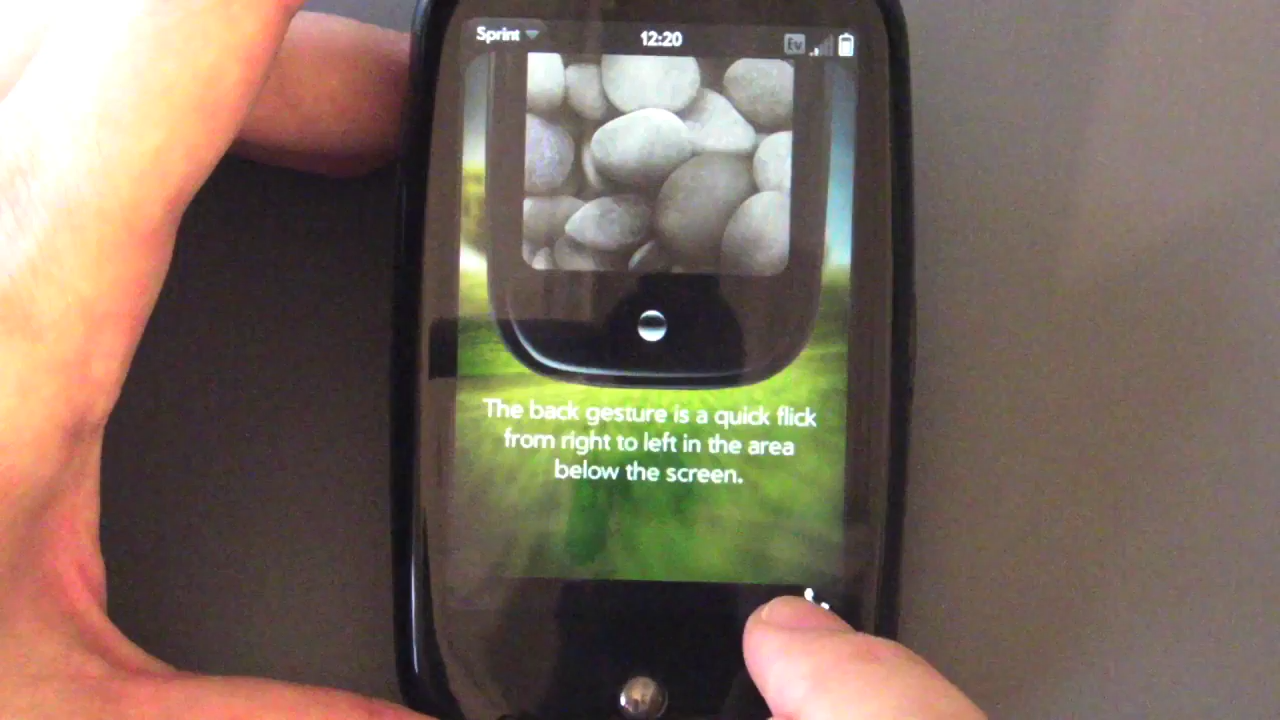 Sprint
12:20
Ev
The back gesture is a quick flick
from right to left in the area
below the screen.